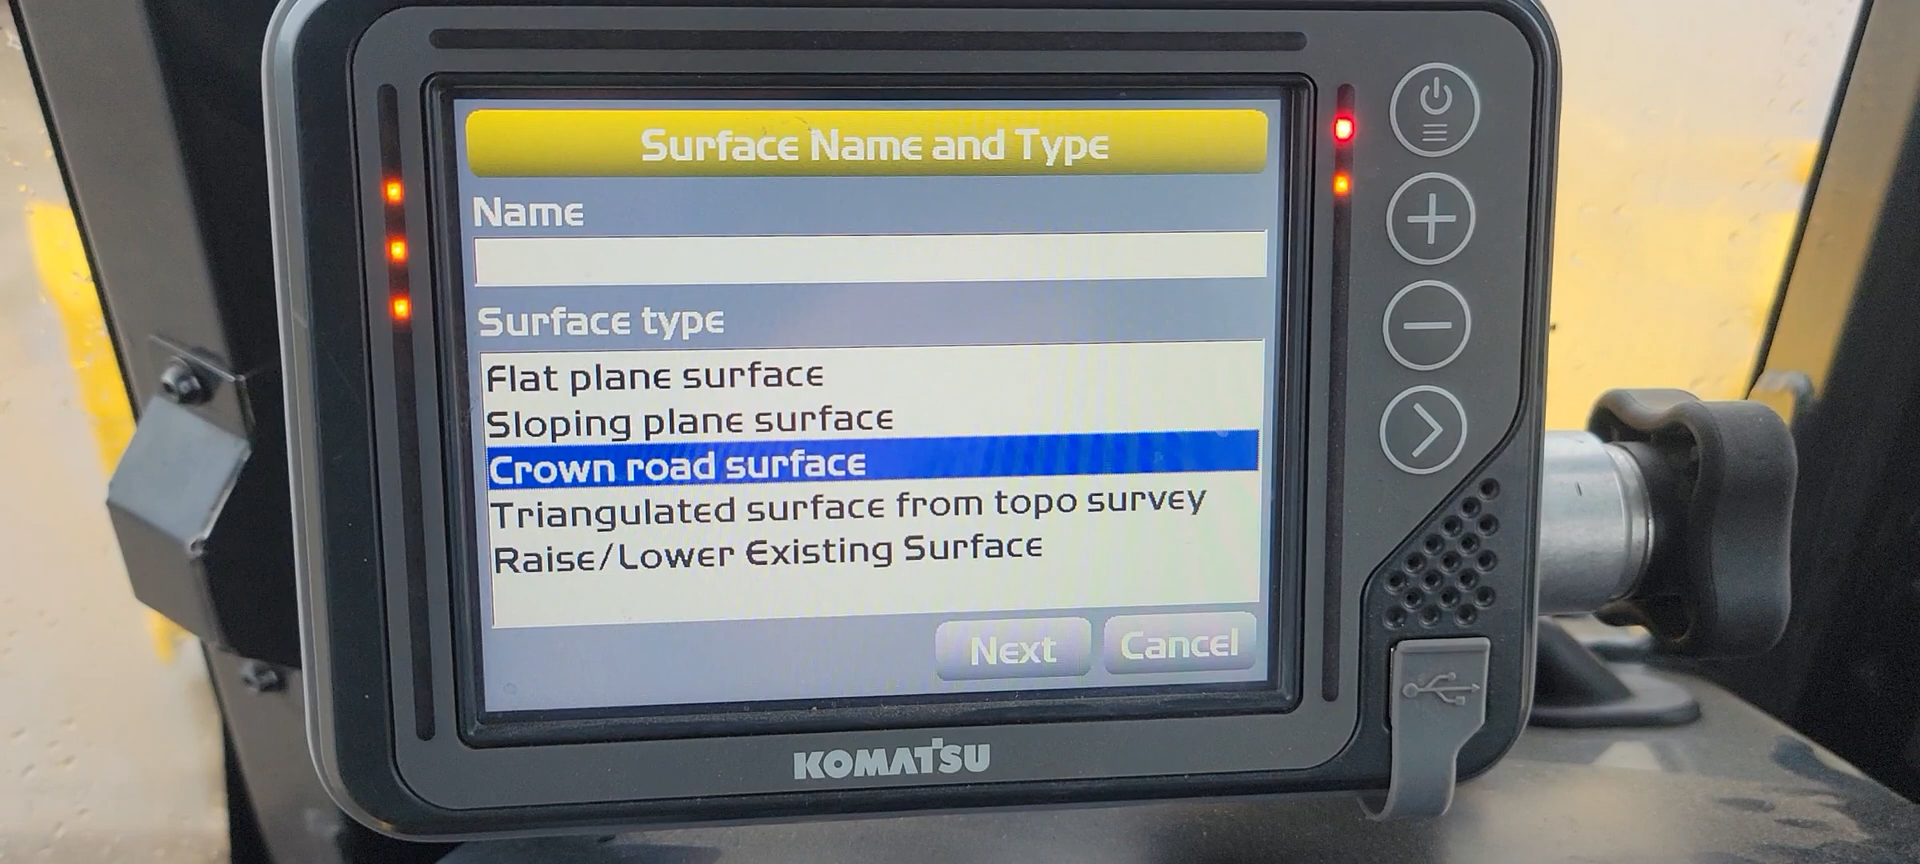 Surface Name and Type
Name
Surface type
Flat plane surface
Sloping plane surface
Crown road surface
Triangulated surface from topo survey
Raise/Lower Existing Surface
Next
Cancel
KOMATSU